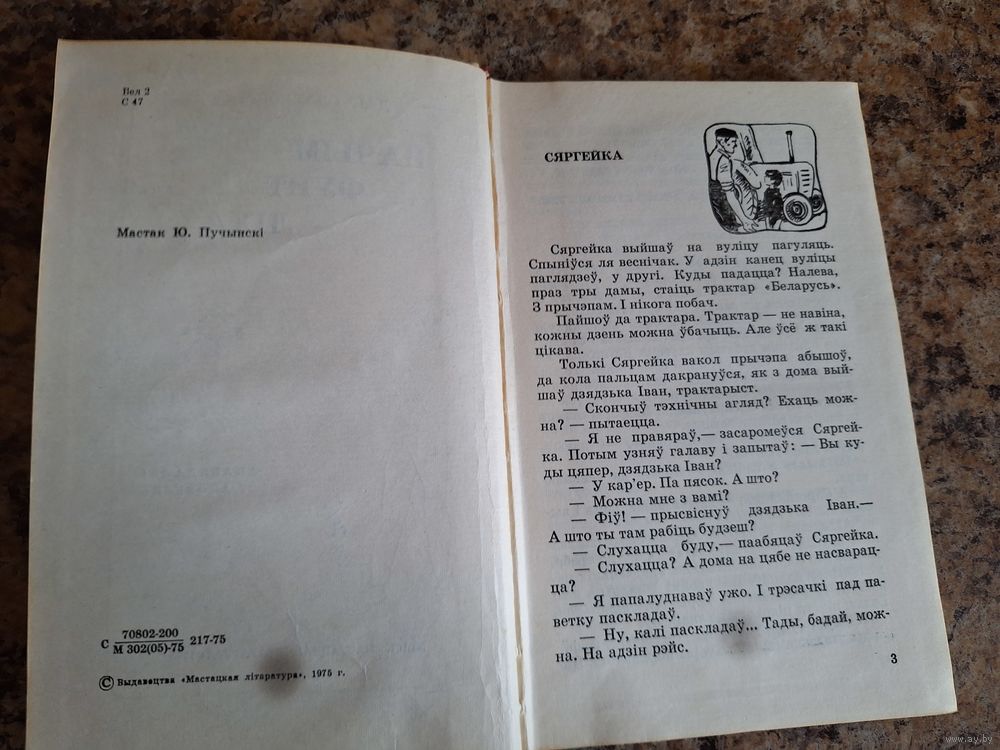 Бел 2
С 47
Мастак Ю. Пучынскі
С 70802-200 217-75
М 302(05)-75
© Выдавецтва «Мастацкая літаратура», 1975 г.
СЯРГЕЙКА
Сяргейка выйшаў на вуліцу пагуляць.
Спыніўся ля веснічак. У адзін канец вуліцы
паглядзеў, у другі. Куды падацца? Налева,
праз тры дамы, стаіць трактар «Беларусь».
З прычэпам. І нікога побач.
Пайшоў да трактара. Трактар — не навіна,
кожны дзень можна ўбачыць. Але ўсё ж такі
цікава.
Толькі Сяргейка вакол прычэпа абышоў,
да кола пальцам дакрануўся, як з дома вый-
шаў дзядзька Іван, трактарыст.
— Скончыў тэхнічны агляд? Ехаць мож-
на? — пытаецца.
— Я не правяраў,— засаромеўся Сяргей-
ка. Потым узняў галаву і запытаў: — Вы ку-
ды цяпер, дзядзька Іван?
— У кар'ер. Па пясок. А што?
— Можна мне з вамі?
— Фіў! — прысвіснуў дзядзька Іван.—
А што ты там рабіць будзеш?
— Слухацца буду,— паабяцаў Сяргейка.
— Слухацца? А дома на цябе не насварац-
ца?
— Я папалуднаваў ужо. І трэсачкі пад па-
ветку паскладаў.
— Ну, калі паскладаў... Тады, бадай, мож-
на. На адзін рэйс.
3
www.ay.by